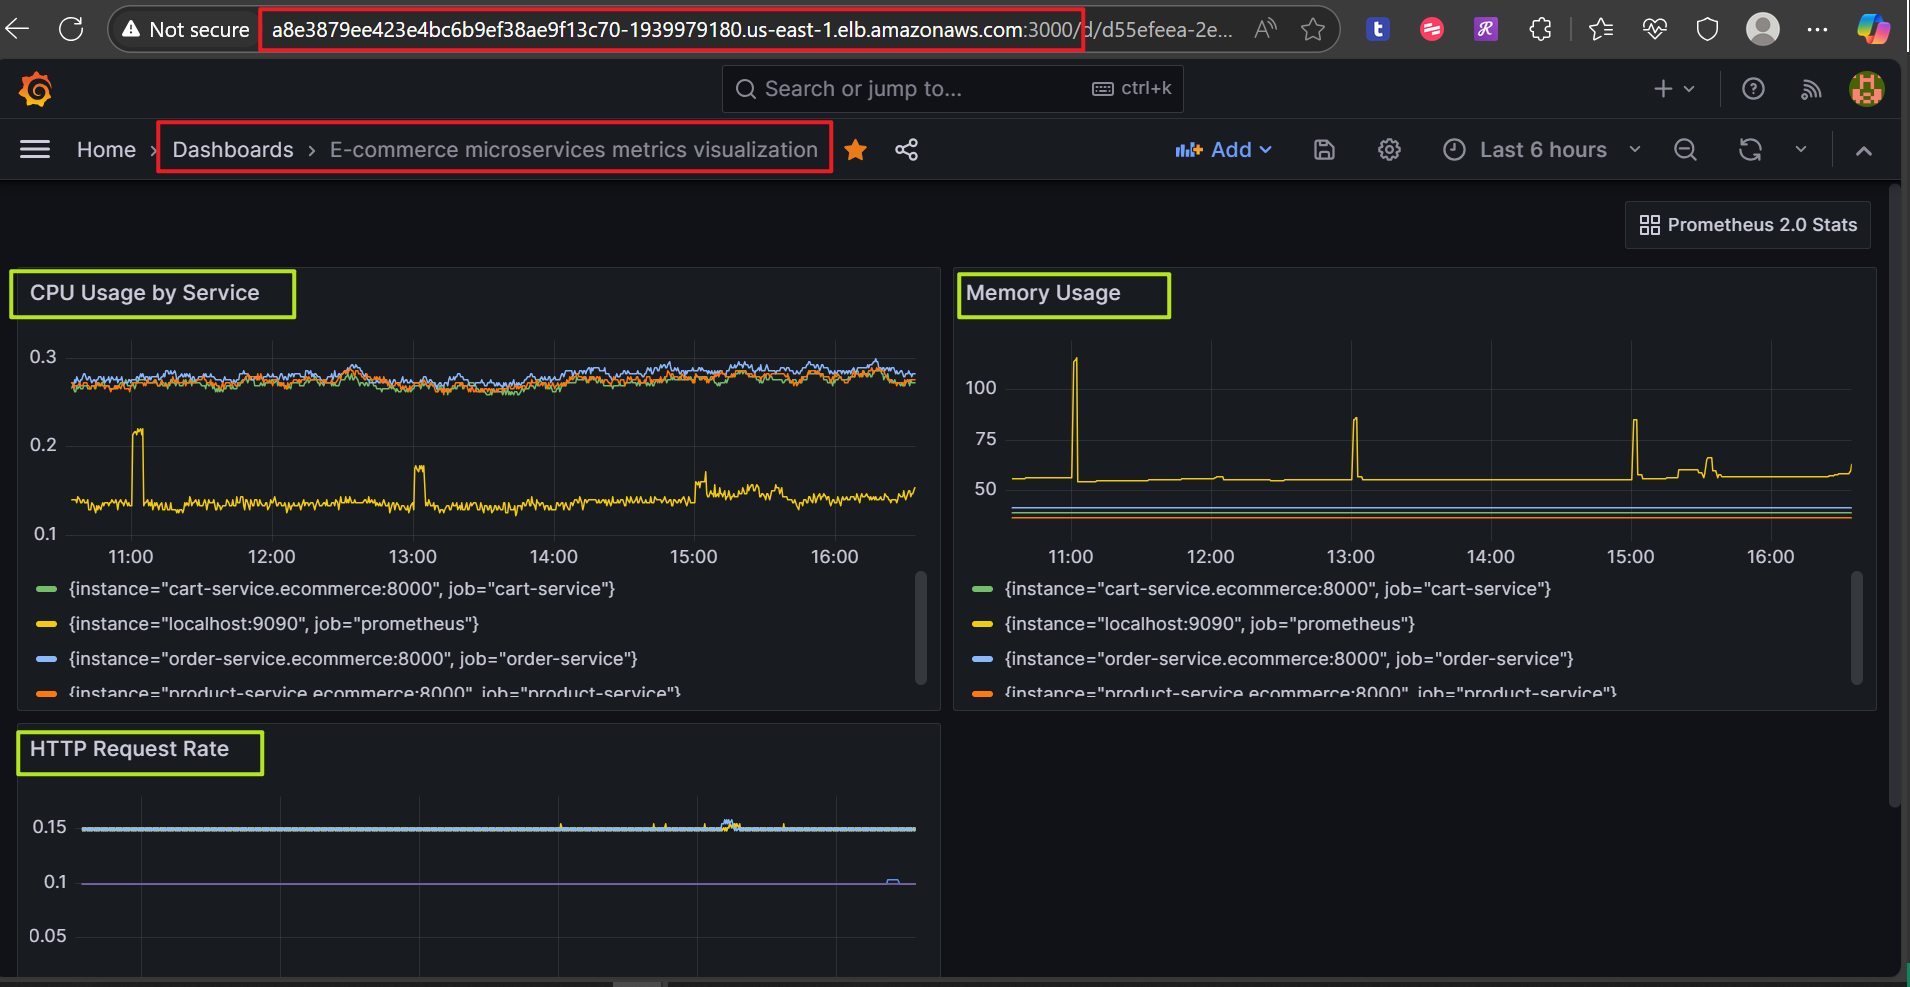 Not secure a8e3879ee423e4bc6b9ef38ae9f13c70-1939979180.us-east-1.elb.amazonaws.com:3000/d/d55efeea-2e...
Search or jump to... ctrl+k
Home › Dashboards › E-commerce microservices metrics visualization Add Last 6 hours
Prometheus 2.0 Stats
CPU Usage by Service
0.3
0.2
0.1
11:00 12:00 13:00 14:00 15:00 16:00
{instance="cart-service.ecommerce:8000", job="cart-service"}
{instance="localhost:9090", job="prometheus"}
{instance="order-service.ecommerce:8000", job="order-service"}
{instance="product-service.ecommerce:8000", job="product-service"}
Memory Usage
100
75
50
11:00 12:00 13:00 14:00 15:00 16:00
{instance="cart-service.ecommerce:8000", job="cart-service"}
{instance="localhost:9090", job="prometheus"}
{instance="order-service.ecommerce:8000", job="order-service"}
{instance="product-service.ecommerce:8000", job="product-service"}
HTTP Request Rate
0.15
0.1
0.05